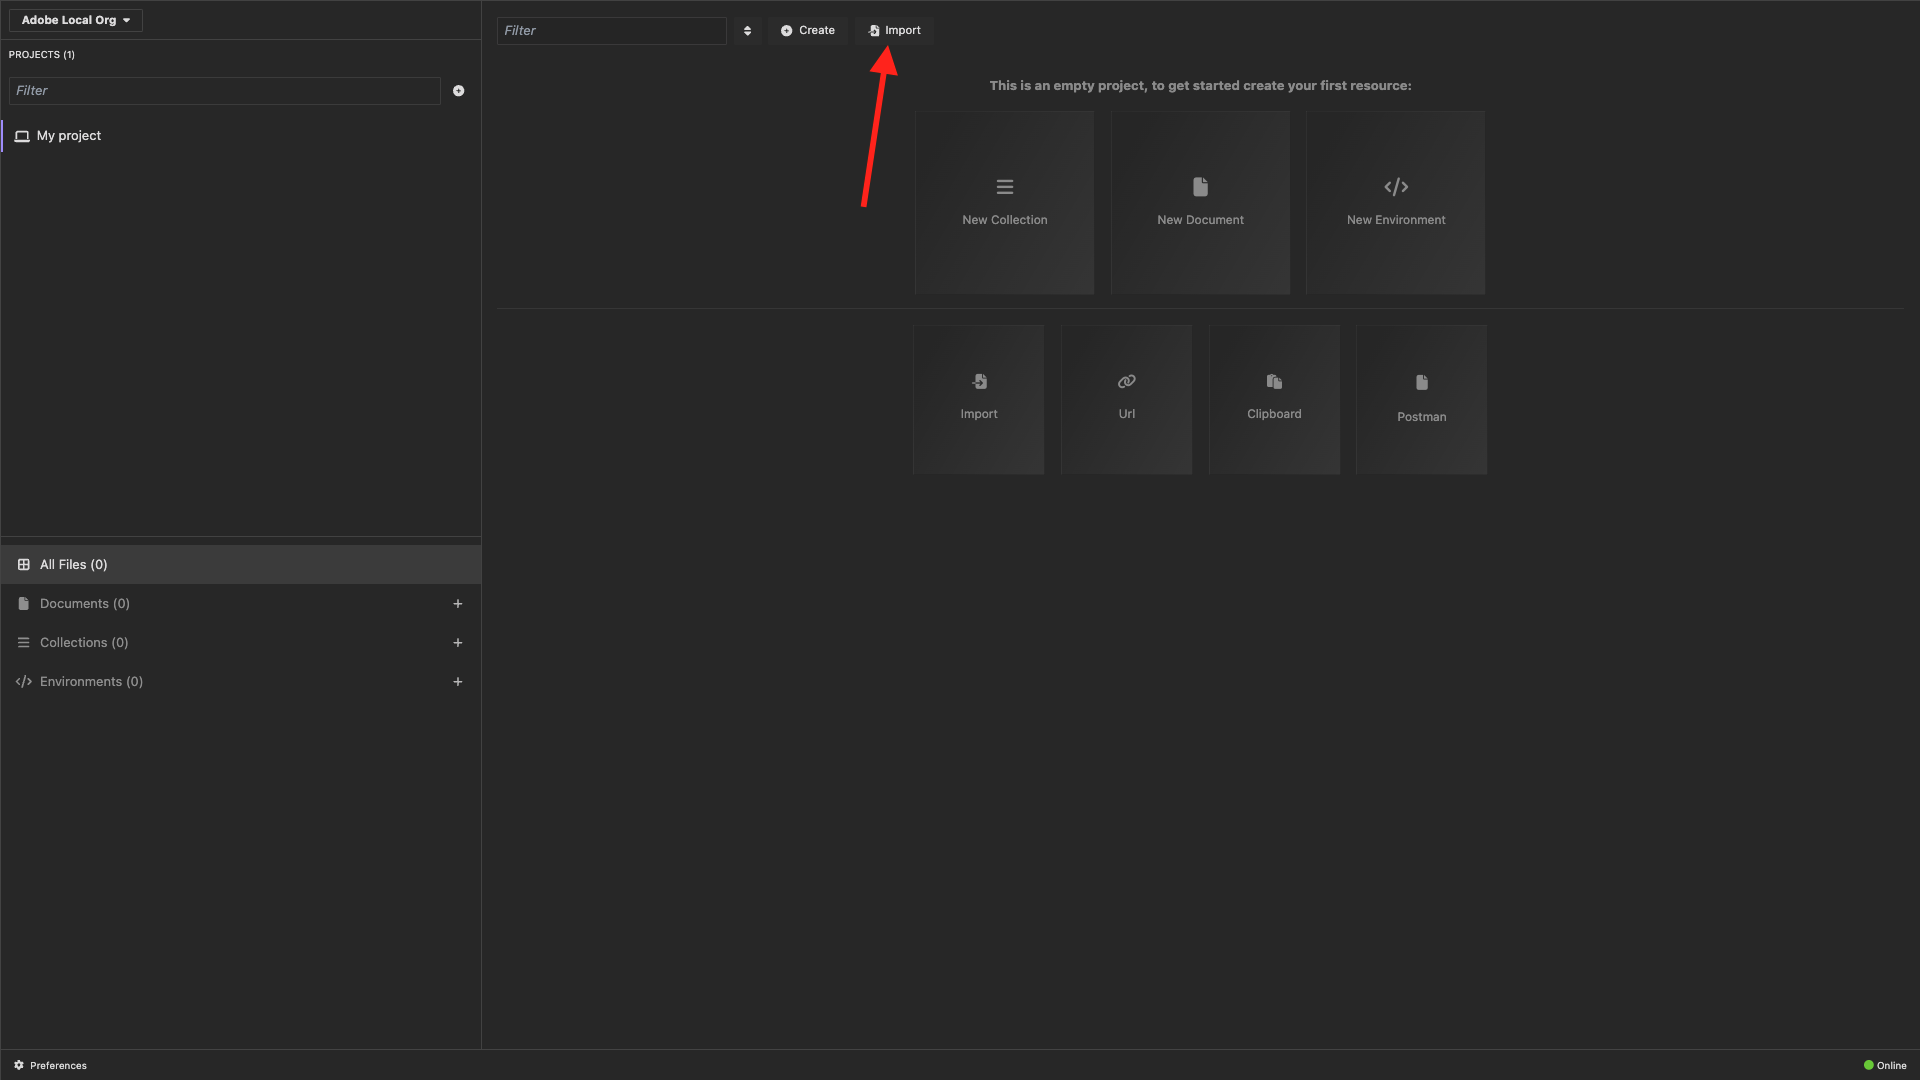 Adobe Local Org
PROJECTS (1)
Filter
My project
All Files (0)
Documents (0)
Collections (0)
Environments (0)
Preferences
Filter
Create
Import
This is an empty project, to get started create your first resource:
New Collection
New Document
New Environment
Import
Url
Clipboard
Postman
Online